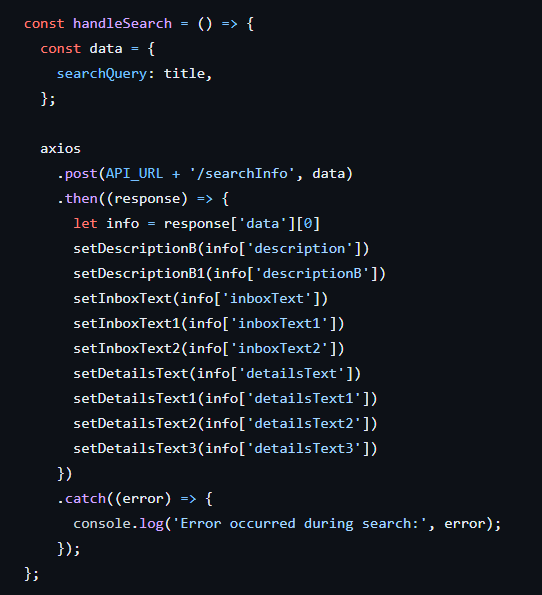 const handleSearch = () => {
  const data = {
    searchQuery: title,
  };

  axios
    .post(API_URL + '/searchInfo', data)
    .then((response) => {
      let info = response['data'][0]
      setDescriptionB(info['description'])
      setDescriptionB1(info['descriptionB'])
      setInboxText(info['inboxText'])
      setInboxText1(info['inboxText1'])
      setInboxText2(info['inboxText2'])
      setDetailsText(info['detailsText'])
      setDetailsText1(info['detailsText1'])
      setDetailsText2(info['detailsText2'])
      setDetailsText3(info['detailsText3'])
    })
    .catch((error) => {
      console.log('Error occurred during search:', error);
    });
};